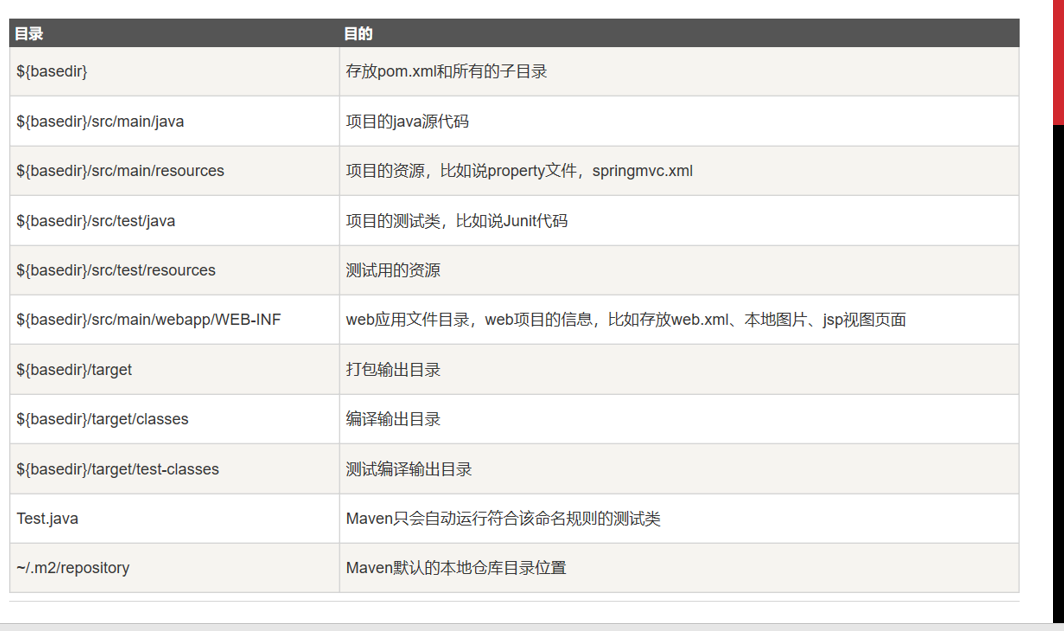 目录 目的
${basedir} 存放pom.xml和所有的子目录
${basedir}/src/main/java 项目的java源代码
${basedir}/src/main/resources 项目的资源，比如说property文件，springmvc.xml
${basedir}/src/test/java 项目的测试类，比如说Junit代码
${basedir}/src/test/resources 测试用的资源
${basedir}/src/main/webapp/WEB-INF web应用文件目录，web项目的信息，比如存放web.xml、本地图片、jsp视图页面
${basedir}/target 打包输出目录
${basedir}/target/classes 编译输出目录
${basedir}/target/test-classes 测试编译输出目录
Test.java Maven只会自动运行符合该命名规则的测试类
~/.m2/repository Maven默认的本地仓库目录位置